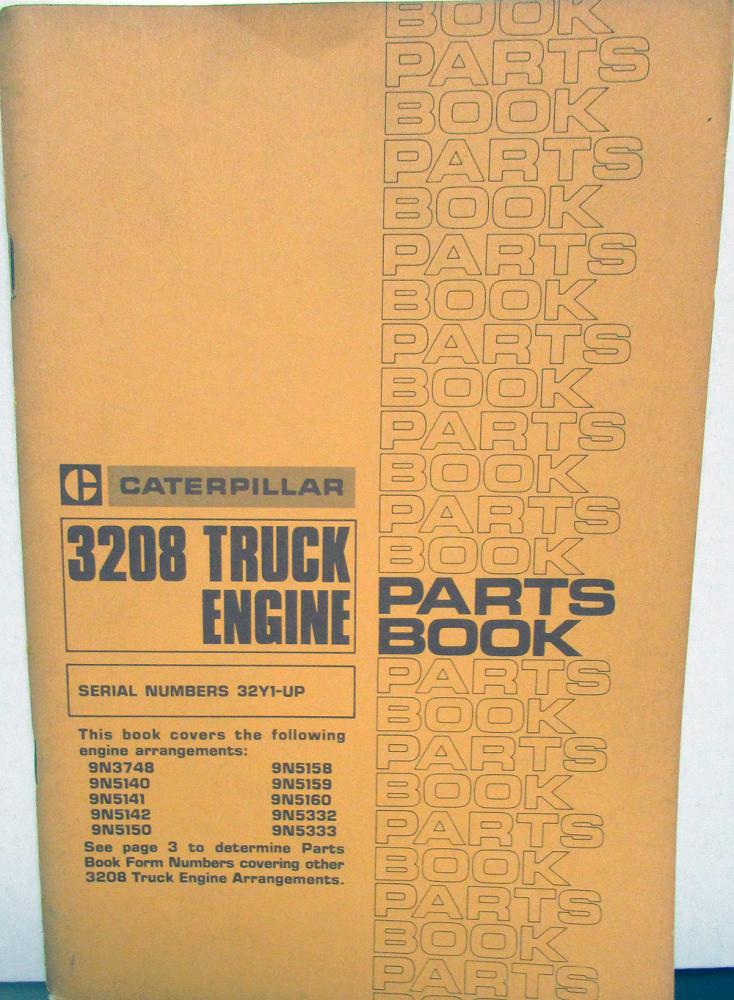 CATERPILLAR
3208 TRUCK
ENGINE
SERIAL NUMBERS 32Y1-UP
This book covers the following
engine arrangements:
9N3748 9N5158
9N5140 9N5159
9N5141 9N5160
9N5142 9N5332
9N5150 9N5333
See page 3 to determine Parts
Book Form Numbers covering other
3208 Truck Engine Arrangements.
BOOK
PARTS
BOOK
PARTS
BOOK
PARTS
BOOK
PARTS
BOOK
PARTS
BOOK
PARTS
BOOK
PARTS
BOOK
PARTS
BOOK
PARTS
BOOK
PARTS
BOOK
PARTS
BOOK
PARTS